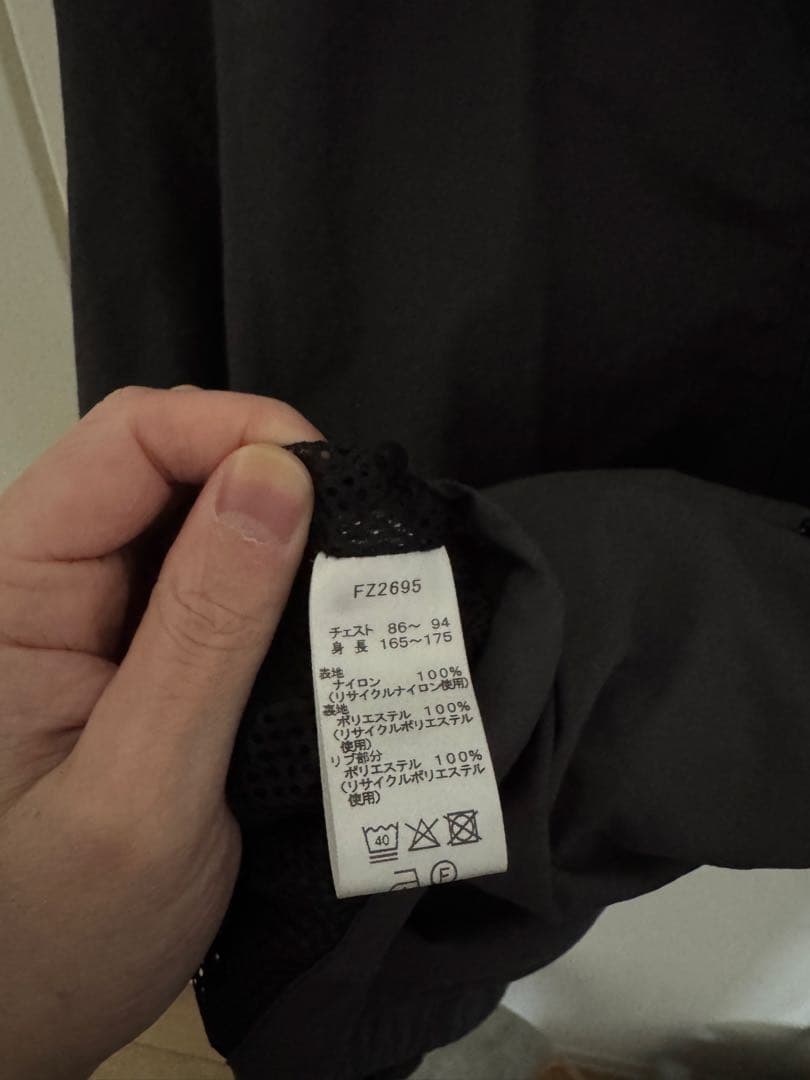 FZ2695
チェスト 86～ 94
身 長 165～175
表地
ナイロン 100%
(リサイクルナイロン使用)
裏地
ポリエステル 100%
(リサイクルポリエステル
使用)
リブ部分
ポリエステル 100%
(リサイクルポリエステル
使用)
40
F